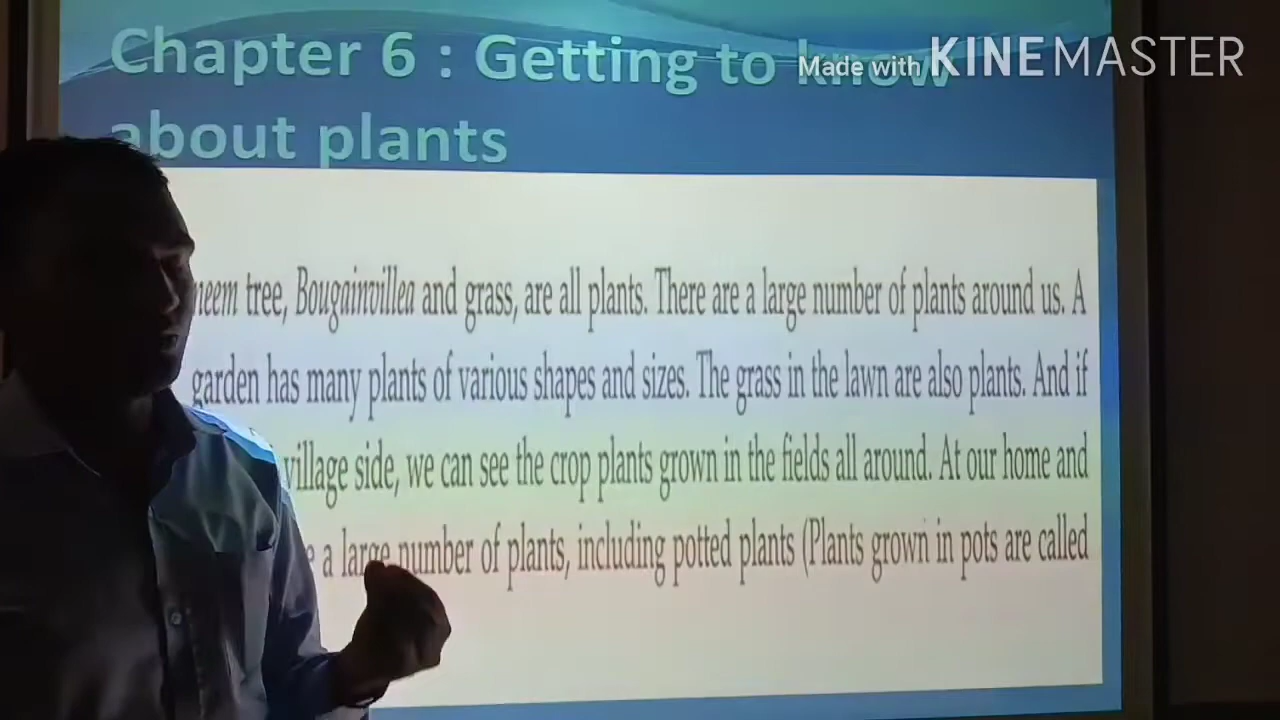 Chapter 6 : Getting to know
Made with KINEMASTER
about plants
neem tree, Bougainvillea and grass, are all plants. There are a large number of plants around us. A
garden has many plants of various shapes and sizes. The grass in the lawn are also plants. And if
village side, we can see the crop plants grown in the fields all around. At our home and
a large number of plants, including potted plants (Plants grown in pots are called